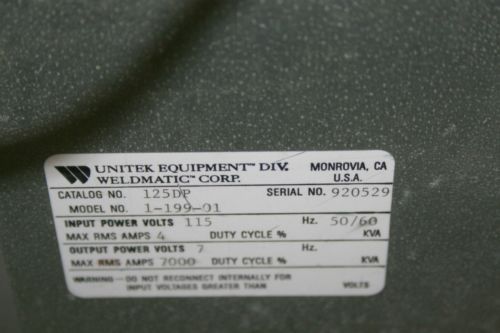 UNITEK EQUIPMENT™ DIV. MONROVIA, CA
WELDMATIC™ CORP. U.S.A.
CATALOG NO. 125DP SERIAL NO. 920529
MODEL NO. 1-199-01
INPUT POWER VOLTS 115 Hz. 50/60
MAX RMS AMPS 4 DUTY CYCLE % KVA
OUTPUT POWER VOLTS 7 Hz.
MAX RMS AMPS 7000 DUTY CYCLE % KVA
WARNING—DO NOT RECONNECT INTERNALLY FOR
INPUT VOLTAGES GREATER THAN VOLTS